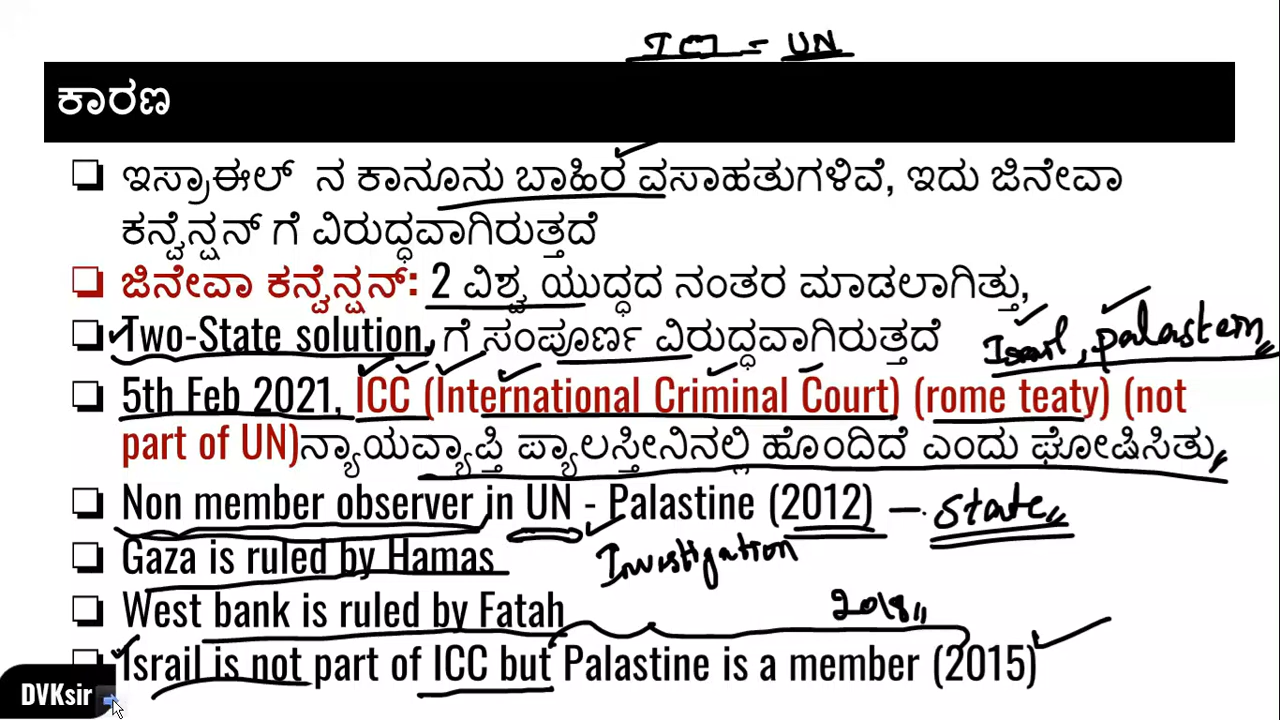 ICJ = UN
ಕಾರಣ
ಇಸ್ರಾಈಲ್ ನ ಕಾನೂನು ಬಾಹಿರ ವಸಾಹತುಗಳಿವೆ, ಇದು ಜಿನೇವಾ
ಕನ್ವೆನ್ಷನ್ ಗೆ ವಿರುದ್ಧವಾಗಿರುತ್ತದೆ
ಜಿನೇವಾ ಕನ್ವೆನ್ಷನ್: 2 ವಿಶ್ವ ಯುದ್ಧದ ನಂತರ ಮಾಡಲಾಗಿತ್ತು,
Two-State solution, ಗೆ ಸಂಪೂರ್ಣ ವಿರುದ್ಧವಾಗಿರುತ್ತದೆ Israil, palastern
5th Feb 2021, ICC (International Criminal Court) (rome teaty) (not
part of UN)ನ್ಯಾಯವ್ಯಾಪ್ತಿ ಪ್ಯಾಲಸ್ತೀನಿನಲ್ಲಿ ಹೊಂದಿದೆ ಎಂದು ಘೋಷಿಸಿತು,
Non member observer in UN - Palastine (2012) - state
Gaza is ruled by Hamas Investigation
West bank is ruled by Fatah 2018
Israil is not part of ICC but Palastine is a member (2015)
DVKsir